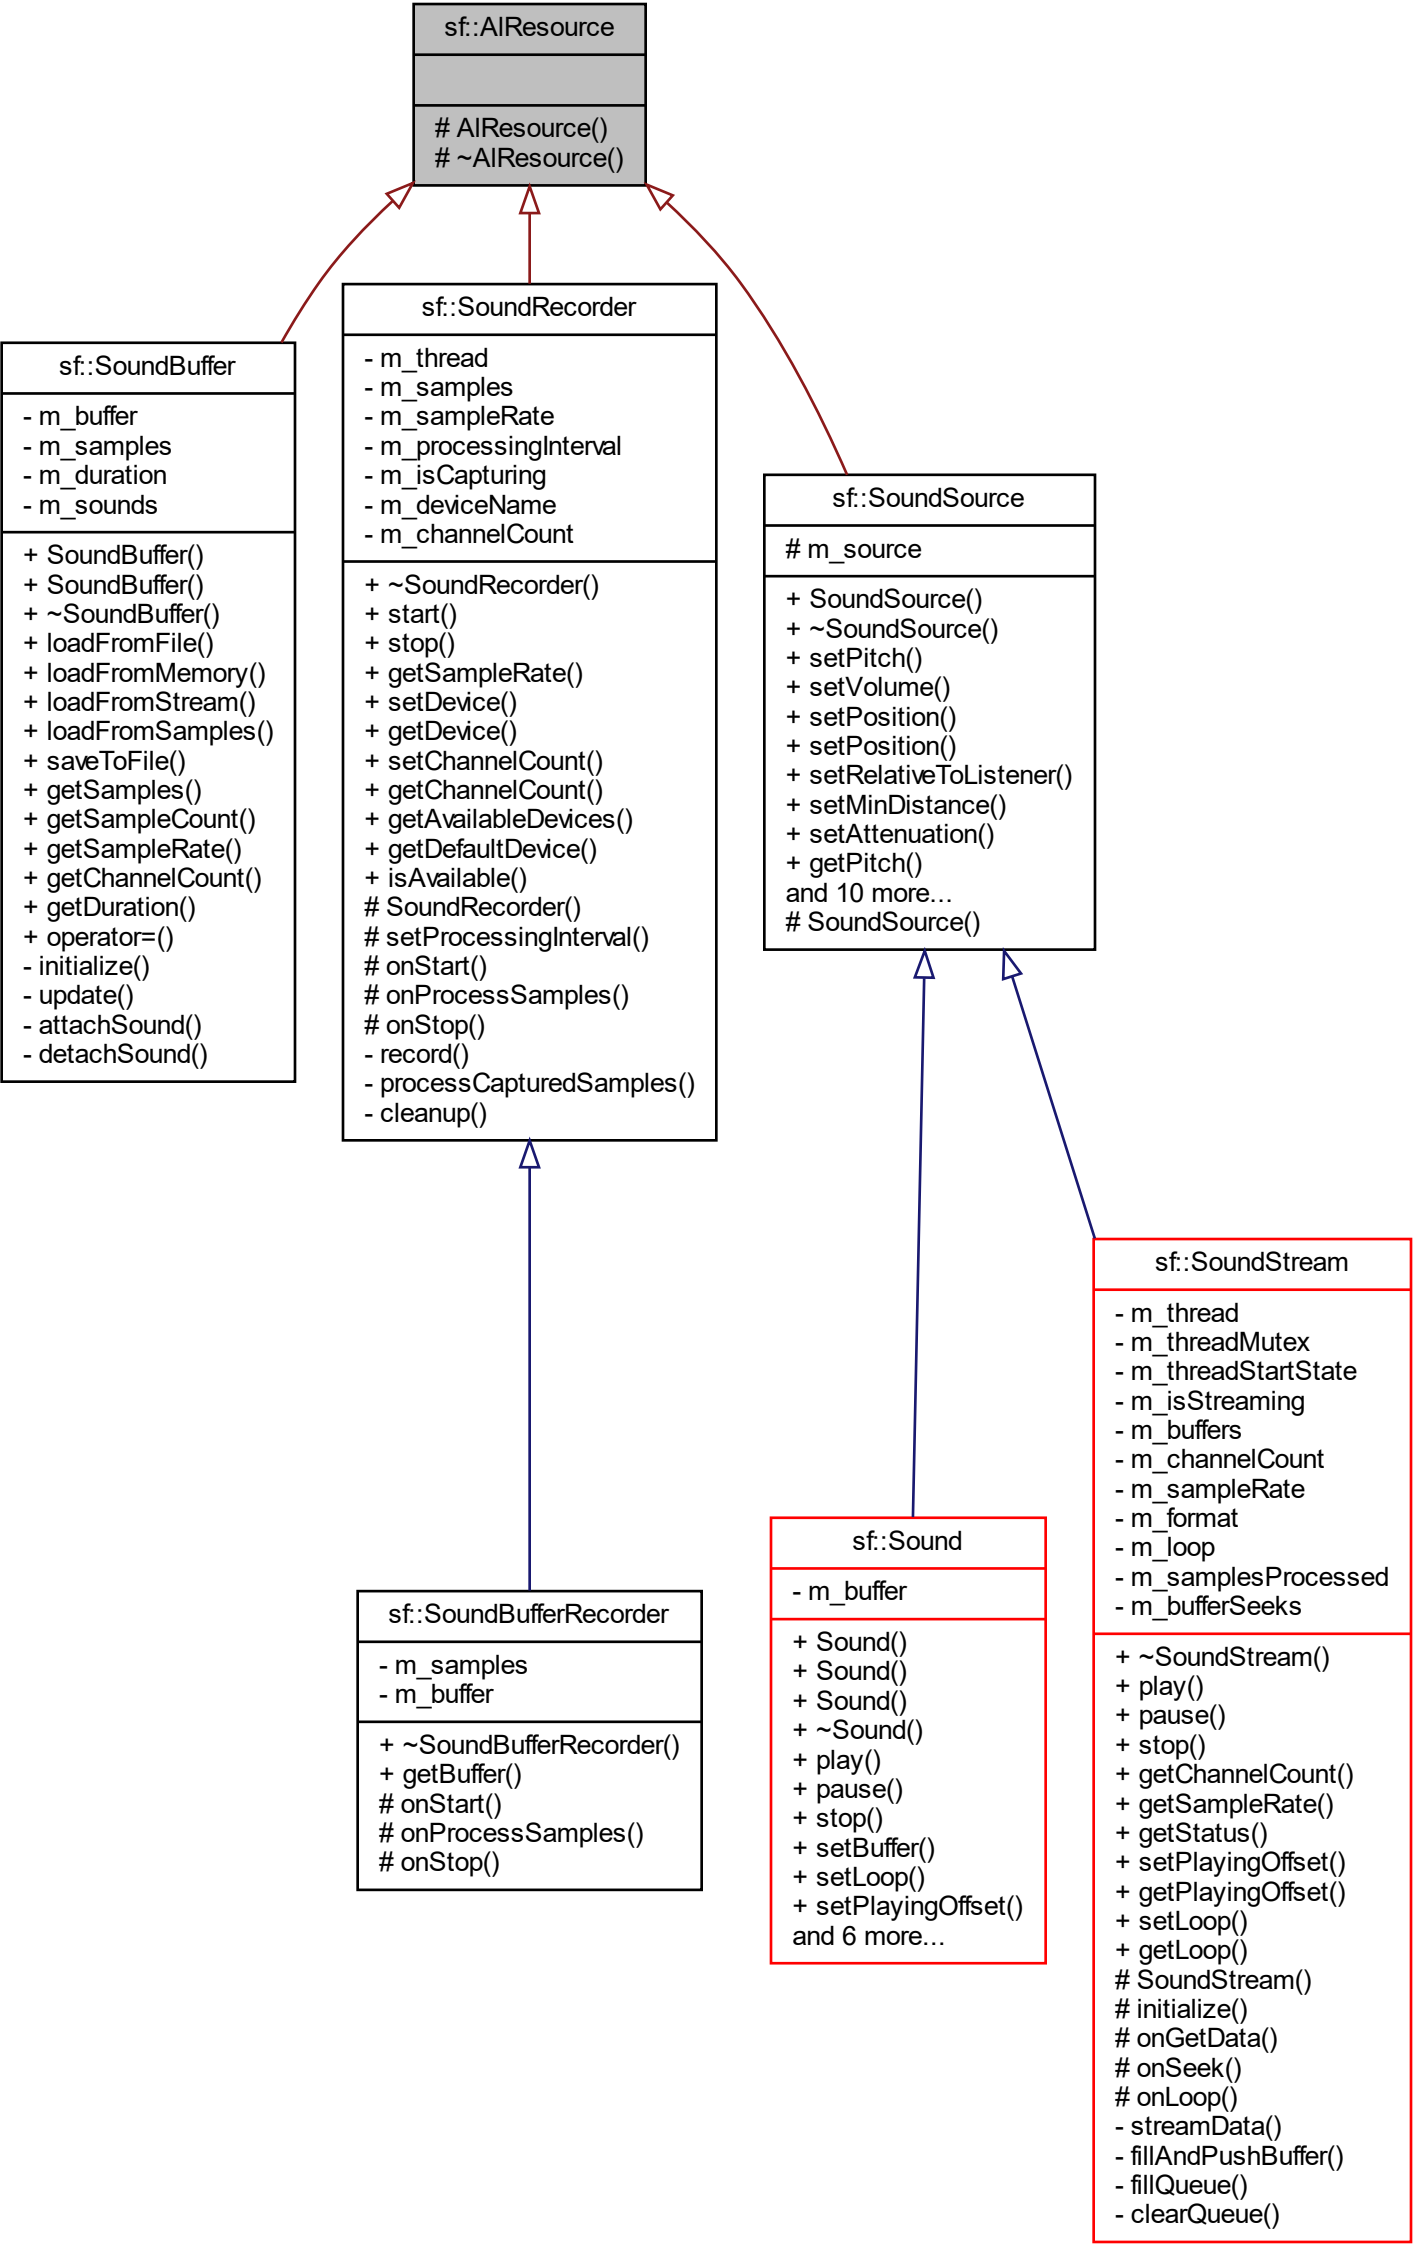 sf::AlResource
# AlResource()
# ~AlResource()
sf::SoundBuffer
- m_buffer
- m_samples
- m_duration
- m_sounds
+ SoundBuffer()
+ SoundBuffer()
+ ~SoundBuffer()
+ loadFromFile()
+ loadFromMemory()
+ loadFromStream()
+ loadFromSamples()
+ saveToFile()
+ getSamples()
+ getSampleCount()
+ getSampleRate()
+ getChannelCount()
+ getDuration()
+ operator=()
- initialize()
- update()
- attachSound()
- detachSound()
sf::SoundRecorder
- m_thread
- m_samples
- m_sampleRate
- m_processingInterval
- m_isCapturing
- m_deviceName
- m_channelCount
+ ~SoundRecorder()
+ start()
+ stop()
+ getSampleRate()
+ setDevice()
+ getDevice()
+ setChannelCount()
+ getChannelCount()
+ getAvailableDevices()
+ getDefaultDevice()
+ isAvailable()
# SoundRecorder()
# setProcessingInterval()
# onStart()
# onProcessSamples()
# onStop()
- record()
- processCapturedSamples()
- cleanup()
sf::SoundSource
# m_source
+ SoundSource()
+ ~SoundSource()
+ setPitch()
+ setVolume()
+ setPosition()
+ setPosition()
+ setRelativeToListener()
+ setMinDistance()
+ setAttenuation()
+ getPitch()
and 10 more...
# SoundSource()
sf::SoundBufferRecorder
- m_samples
- m_buffer
+ ~SoundBufferRecorder()
+ getBuffer()
# onStart()
# onProcessSamples()
# onStop()
sf::Sound
- m_buffer
+ Sound()
+ Sound()
+ Sound()
+ ~Sound()
+ play()
+ pause()
+ stop()
+ setBuffer()
+ setLoop()
+ setPlayingOffset()
and 6 more...
sf::SoundStream
- m_thread
- m_threadMutex
- m_threadStartState
- m_isStreaming
- m_buffers
- m_channelCount
- m_sampleRate
- m_format
- m_loop
- m_samplesProcessed
- m_bufferSeeks
+ ~SoundStream()
+ play()
+ pause()
+ stop()
+ getChannelCount()
+ getSampleRate()
+ getStatus()
+ setPlayingOffset()
+ getPlayingOffset()
+ setLoop()
+ getLoop()
# SoundStream()
# initialize()
# onGetData()
# onSeek()
# onLoop()
- streamData()
- fillAndPushBuffer()
- fillQueue()
- clearQueue()